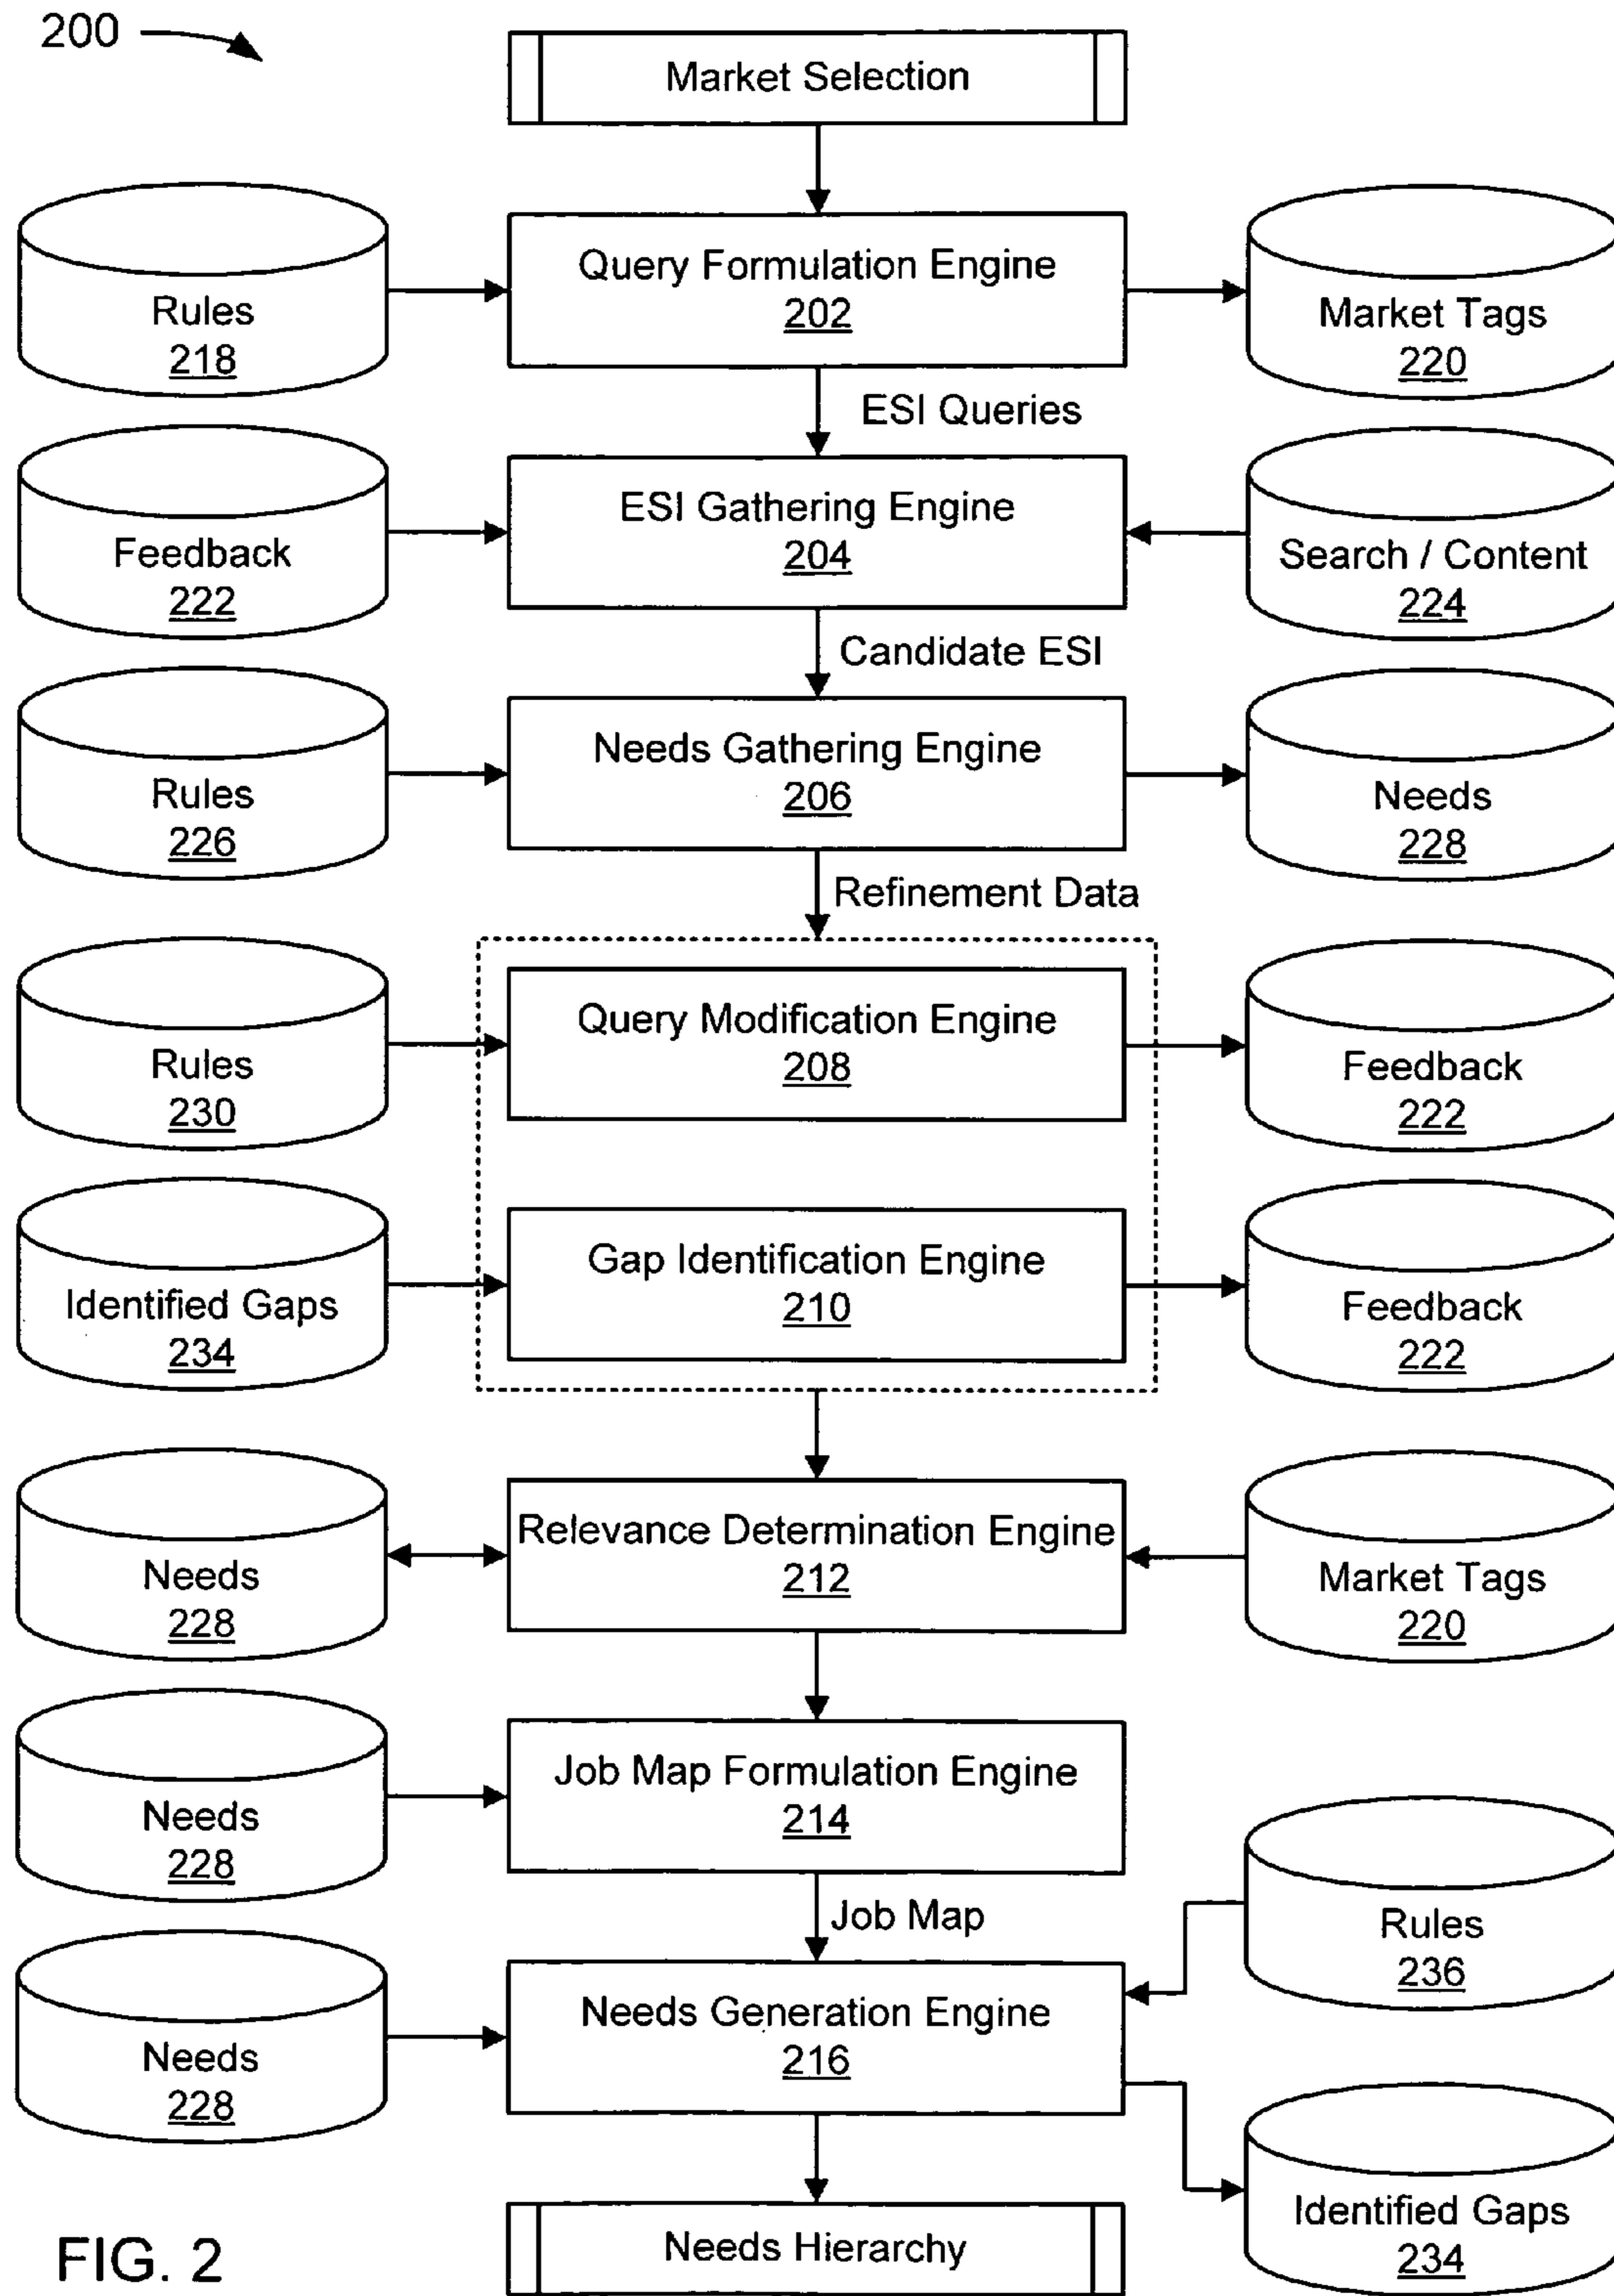 200
Market Selection
Rules
218
Query Formulation Engine
202
Market Tags
220
ESI Queries
Feedback
222
ESI Gathering Engine
204
Search / Content
224
Candidate ESI
Rules
226
Needs Gathering Engine
206
Needs
228
Refinement Data
Rules
230
Query Modification Engine
208
Feedback
222
Identified Gaps
234
Gap Identification Engine
210
Feedback
222
Needs
228
Relevance Determination Engine
212
Market Tags
220
Needs
228
Job Map Formulation Engine
214
Job Map
Rules
236
Needs
228
Needs Generation Engine
216
Identified Gaps
234
Needs Hierarchy
FIG. 2